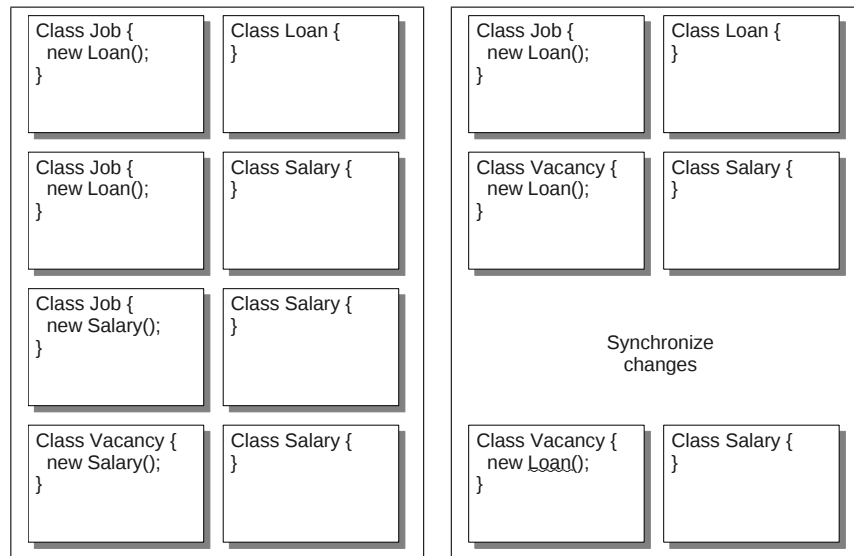 Class Job {
new Loan();
}
Class Loan {
}
Class Job {
new Loan();
}
Class Salary {
}
Class Job {
new Salary();
}
Class Salary {
}
Class Vacancy {
new Salary();
}
Class Salary {
}
Class Job {
new Loan();
}
Class Loan {
}
Class Vacancy {
new Loan();
}
Class Salary {
}
Synchronize
changes
Class Vacancy {
new Loan();
}
Class Salary {
}